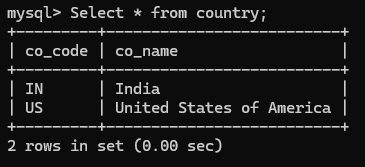 mysql> Select * from country;
+---------+--------------------------+
| co_code | co_name                  |
+---------+--------------------------+
| IN      | India                    |
| US      | United States of America |
+---------+--------------------------+
2 rows in set (0.00 sec)